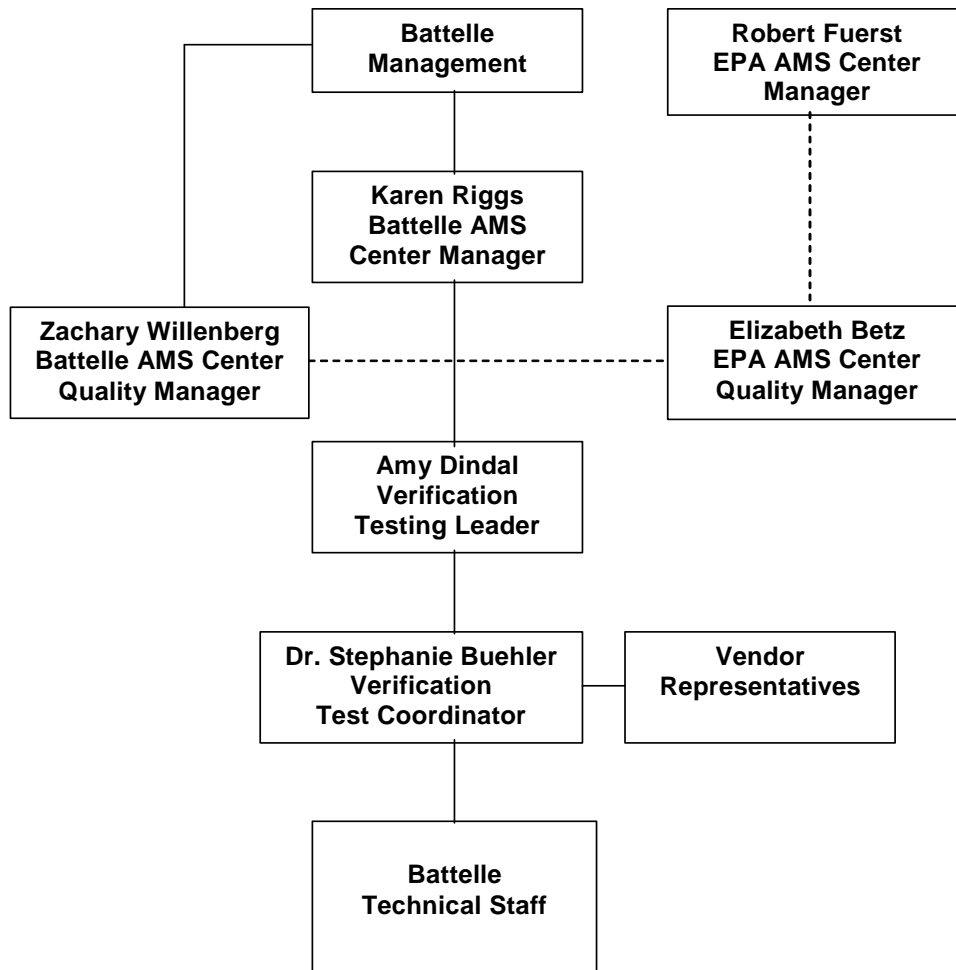 Battelle
Management
Robert Fuerst
EPA AMS Center
Manager
Karen Riggs
Battelle AMS
Center Manager
Zachary Willenberg
Battelle AMS Center
Quality Manager
Elizabeth Betz
EPA AMS Center
Quality Manager
Amy Dindal
Verification
Testing Leader
Dr. Stephanie Buehler
Verification
Test Coordinator
Vendor
Representatives
Battelle
Technical Staff